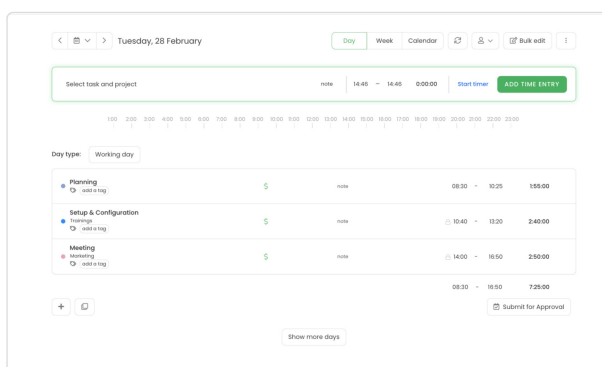 Tuesday, 28 February Day Week Calendar Bulk edit
Select task and project note 14:46 – 14:46 0:00:00 Start timer ADD TIME ENTRY
1:00 2:00 3:00 4:00 5:00 6:00 7:00 8:00 9:00 10:00 11:00 12:00 13:00 14:00 15:00 16:00 17:00 18:00 19:00 20:00 21:00 22:00 23:00
Day type: Working day
Planning
add a tag $ note 08:30 - 10:25 1:55:00
Setup & Configuration
Trainings $ note 10:40 - 13:20 2:40:00
add a tag
Meeting
Marketing $ note 14:00 - 16:50 2:50:00
add a tag
08:30 - 16:50 7:25:00
+ Submit for Approval
Show more days